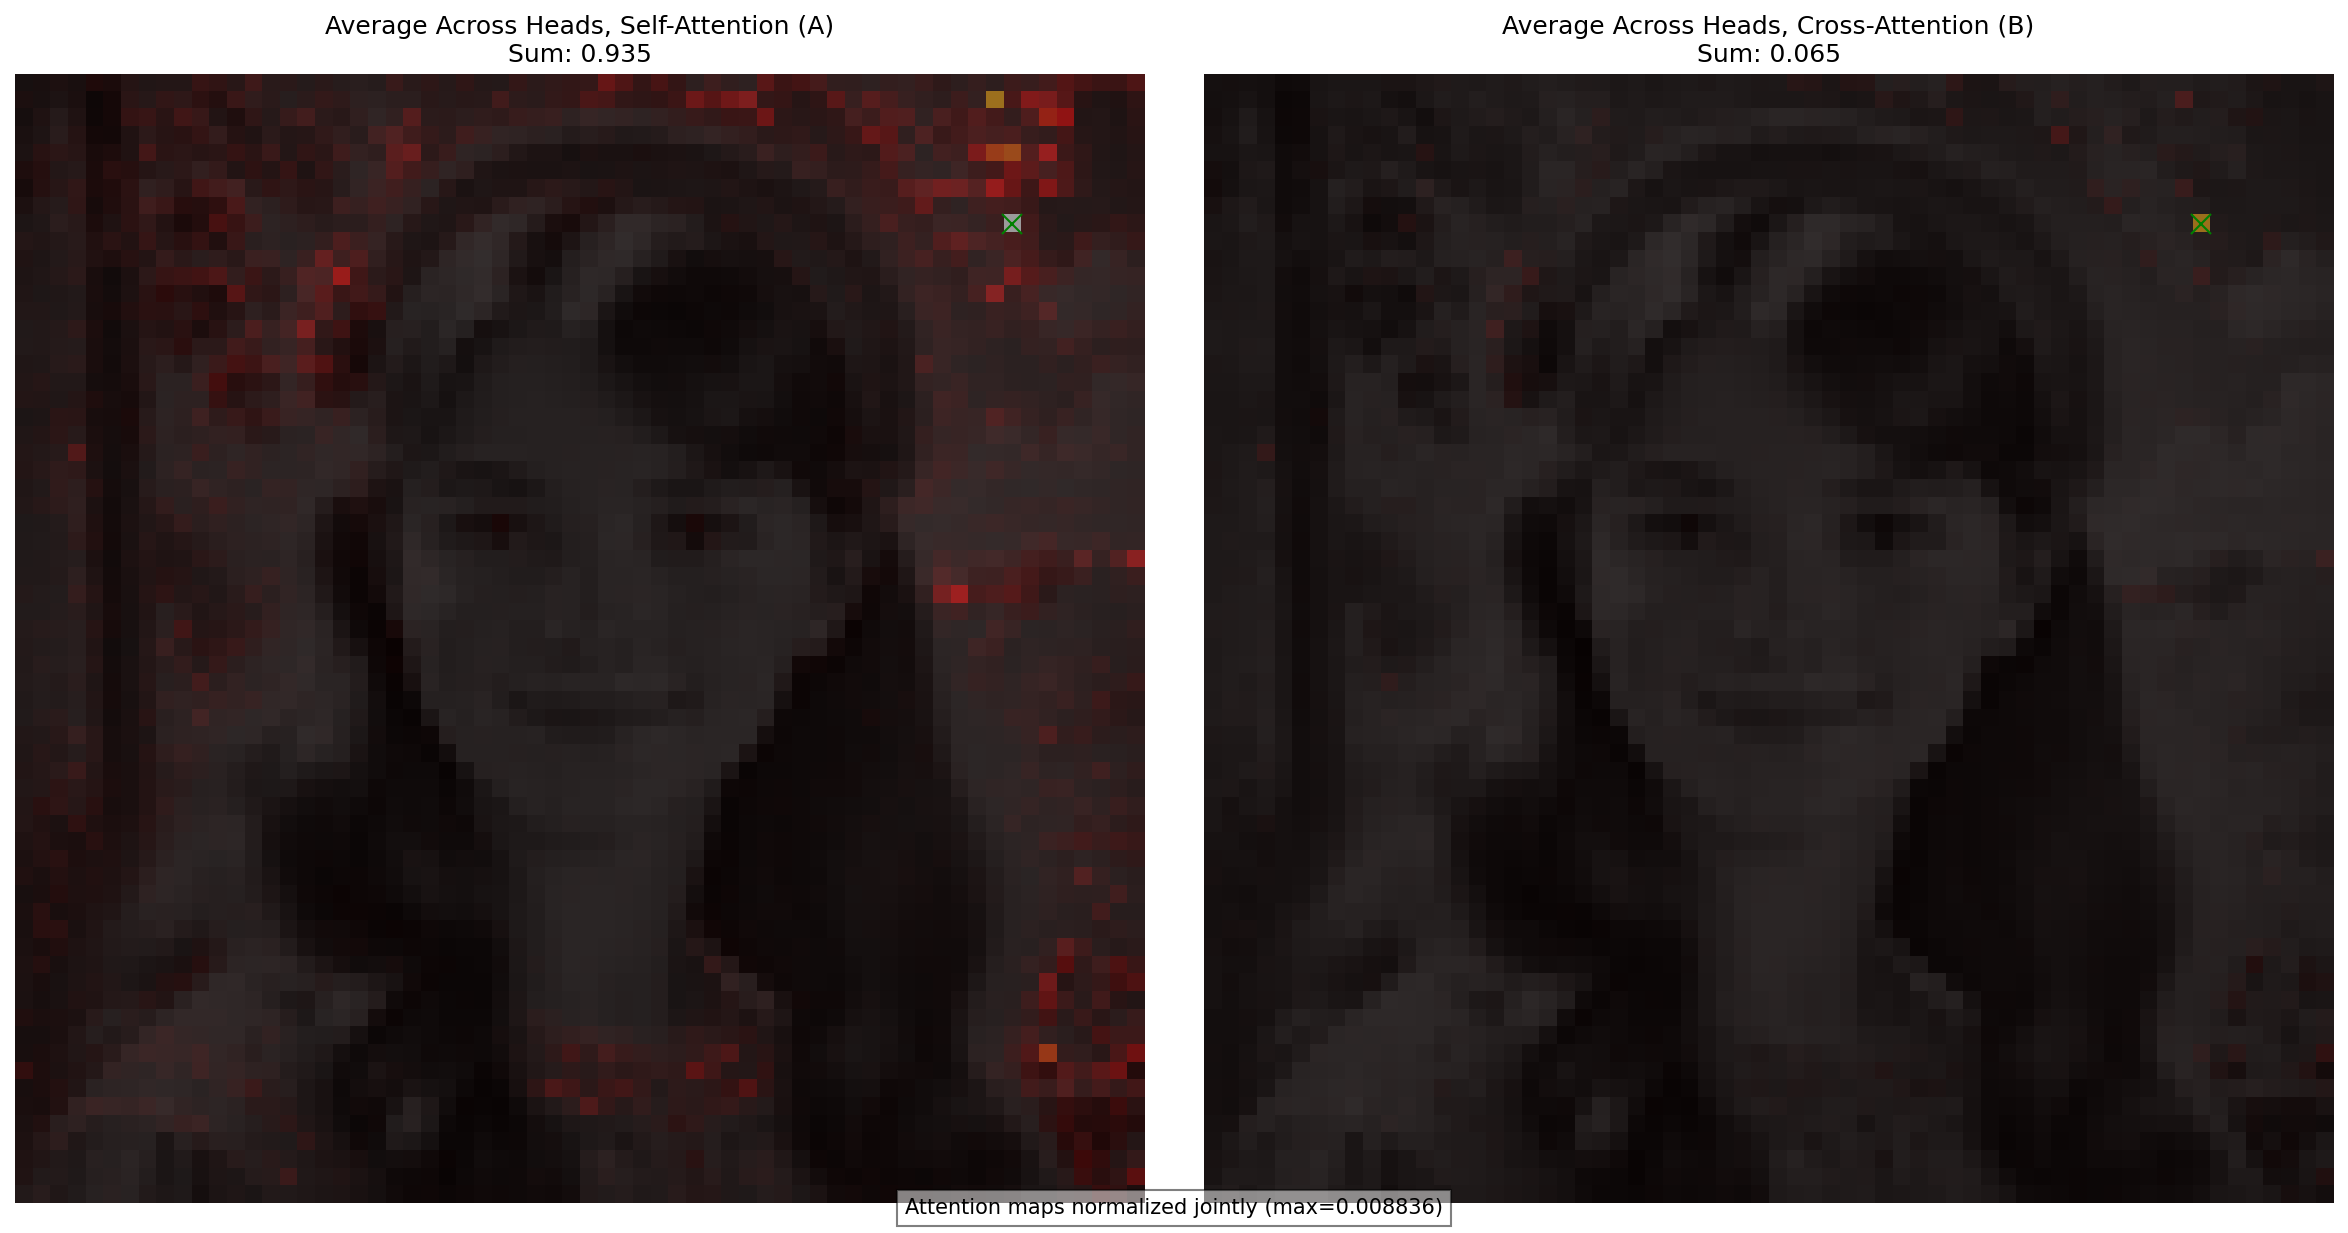 Average Across Heads, Self-Attention (A)
Sum: 0.935
Average Across Heads, Cross-Attention (B)
Sum: 0.065
Attention maps normalized jointly (max=0.008836)